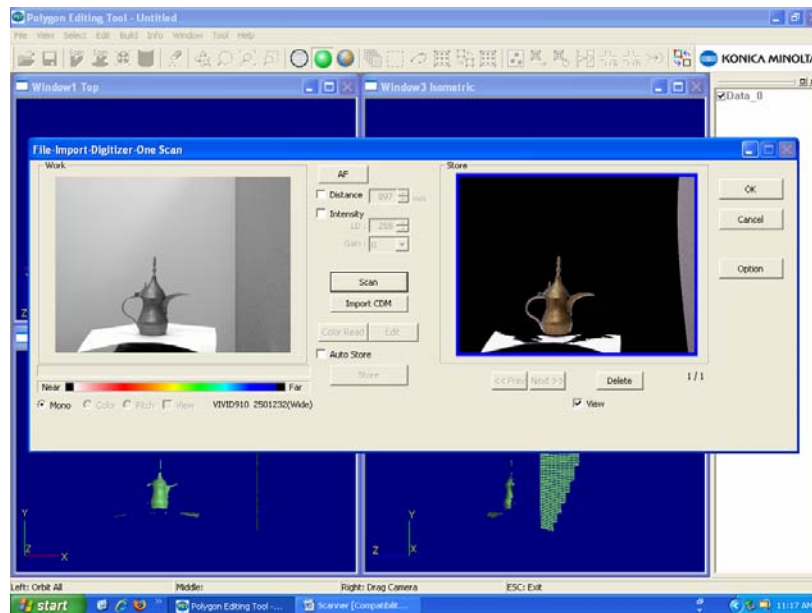 Polygon Editing Tool - Untitled
File View Select Edit Build Info Window Tool Help
KONICA MINOLTA
Window1 Top
Window3 Isometric
Data_0
File-Import-Digitizer-One Scan
Work
Store
AF
Distance 897 mm
Intensity
LD : 255
Gain : 0
Scan
Import CDM
Color Read Edit
Auto Store
Store
OK
Cancel
Option
Near Far
Mono Color Pitch View VIVID910 2501232(Wide)
<< Prev Next >> Delete 1 / 1
View
Y
Z X
Y
Z X
Left: Orbit All Middle: Right: Drag Camera ESC: Exit
start Polygon Editing Tool -... Scanner [Compatibilit...